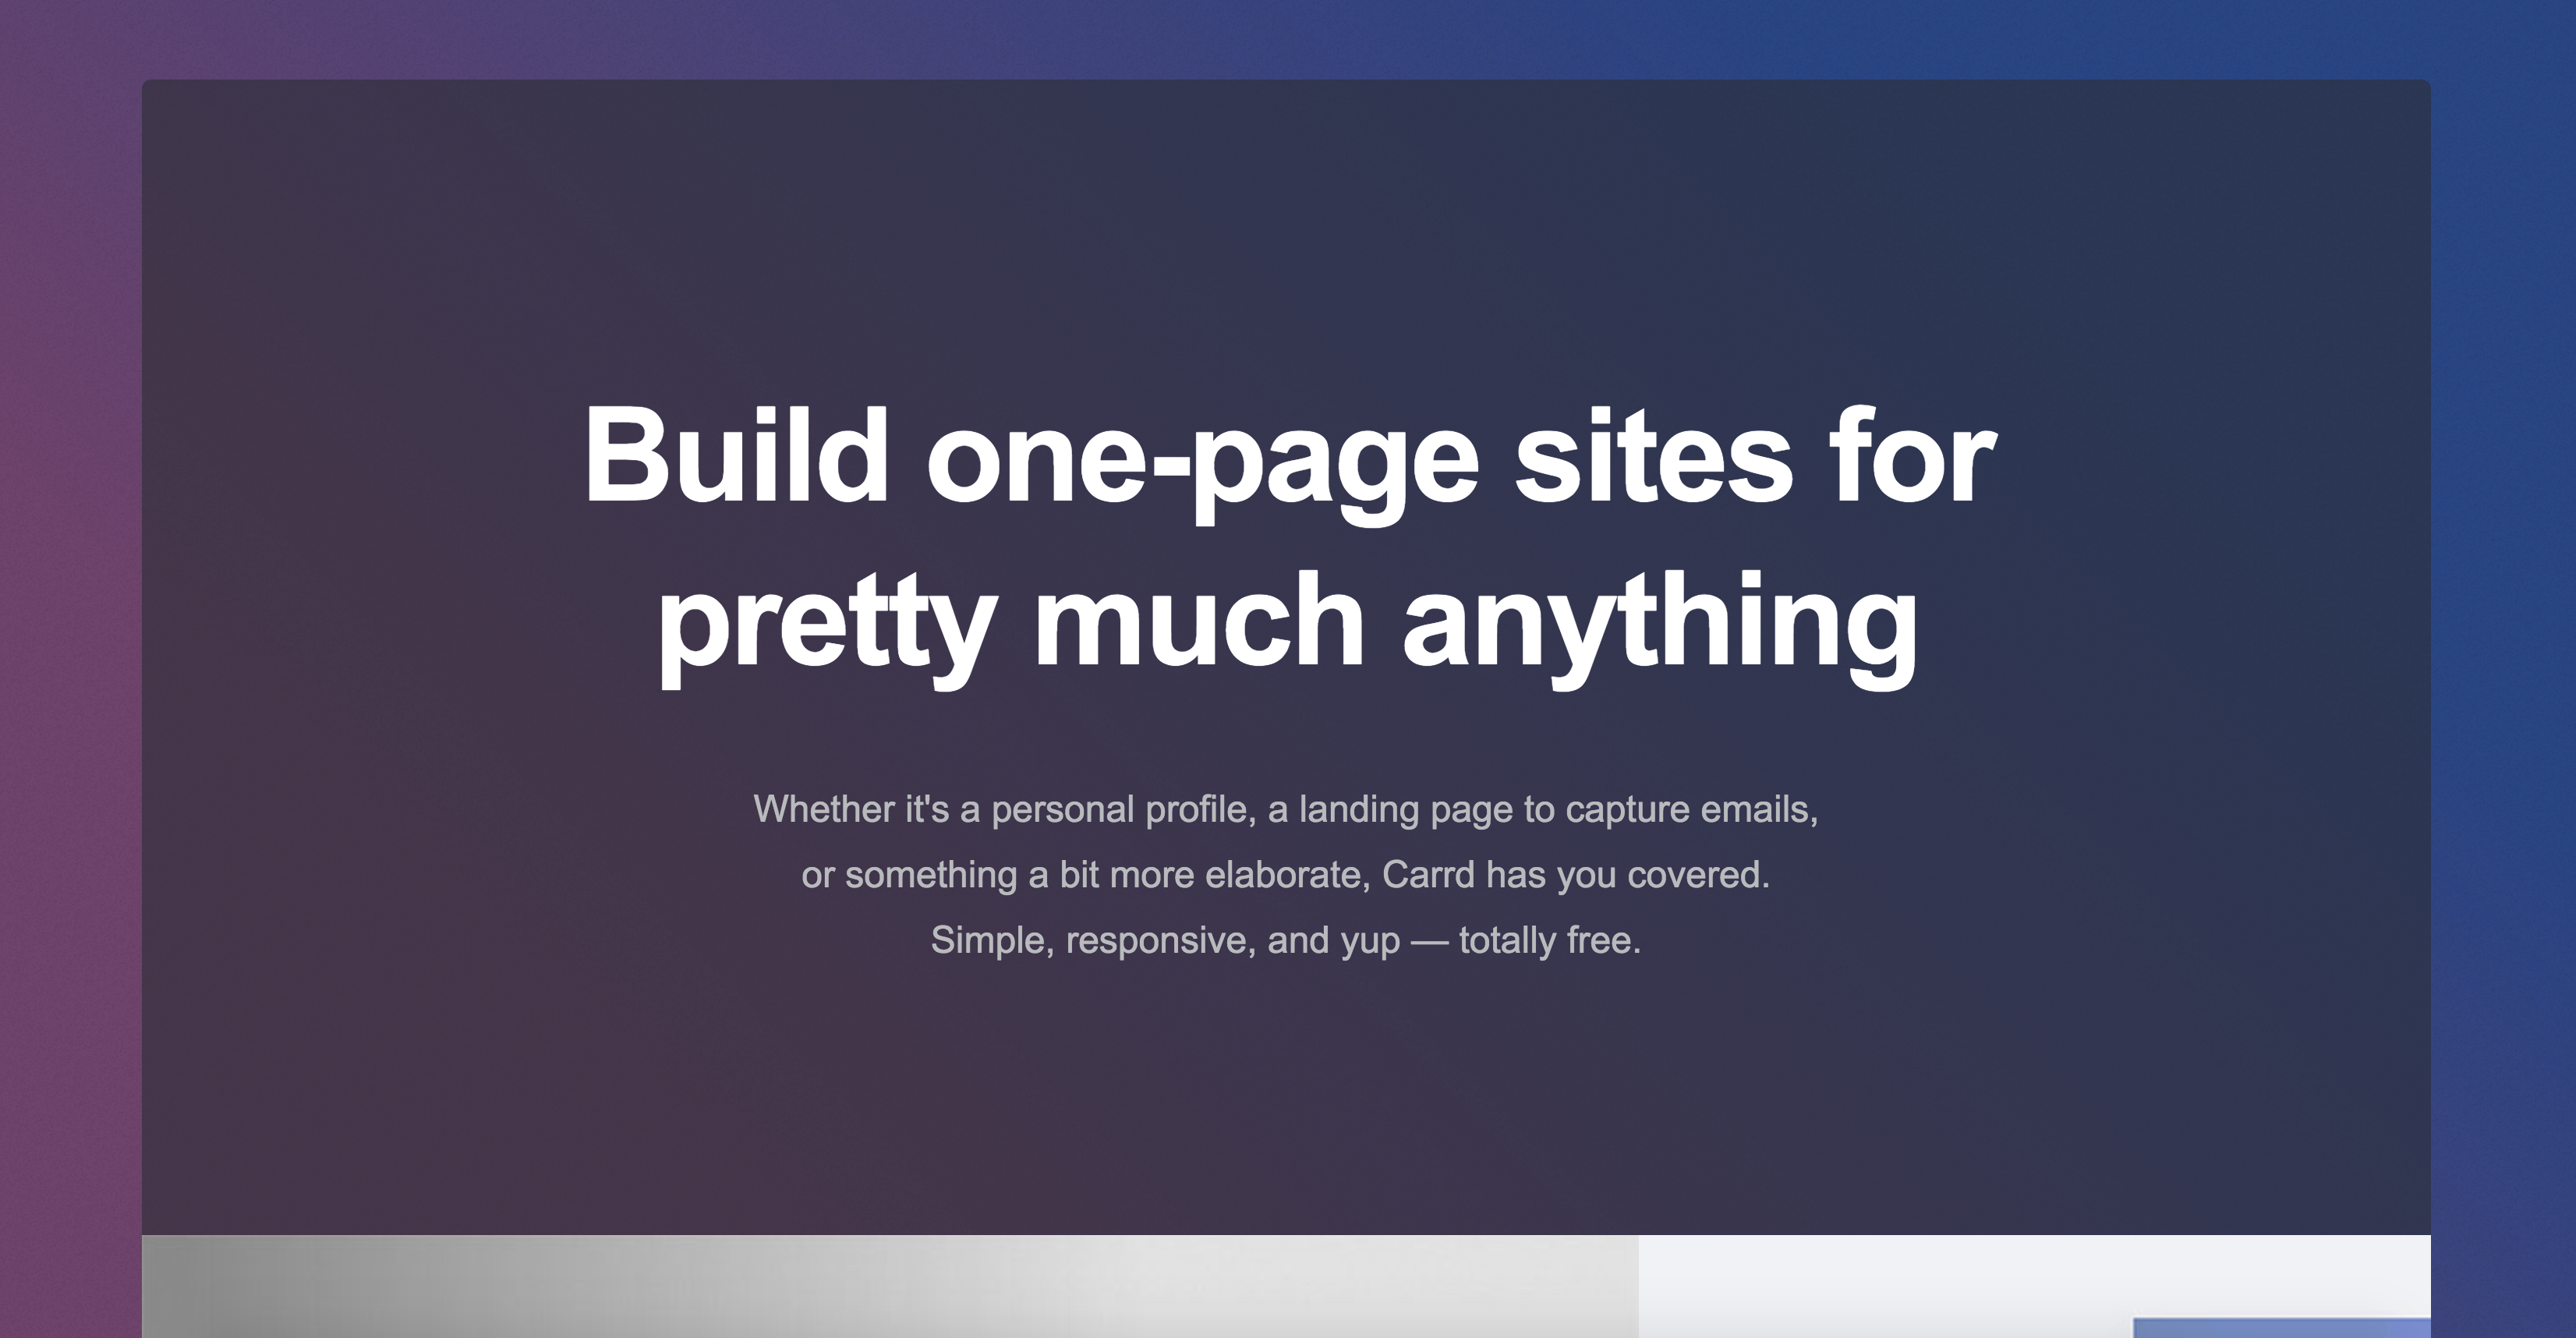 Build one-page sites for
pretty much anything
Whether it's a personal profile, a landing page to capture emails,
or something a bit more elaborate, Carrd has you covered.
Simple, responsive, and yup — totally free.